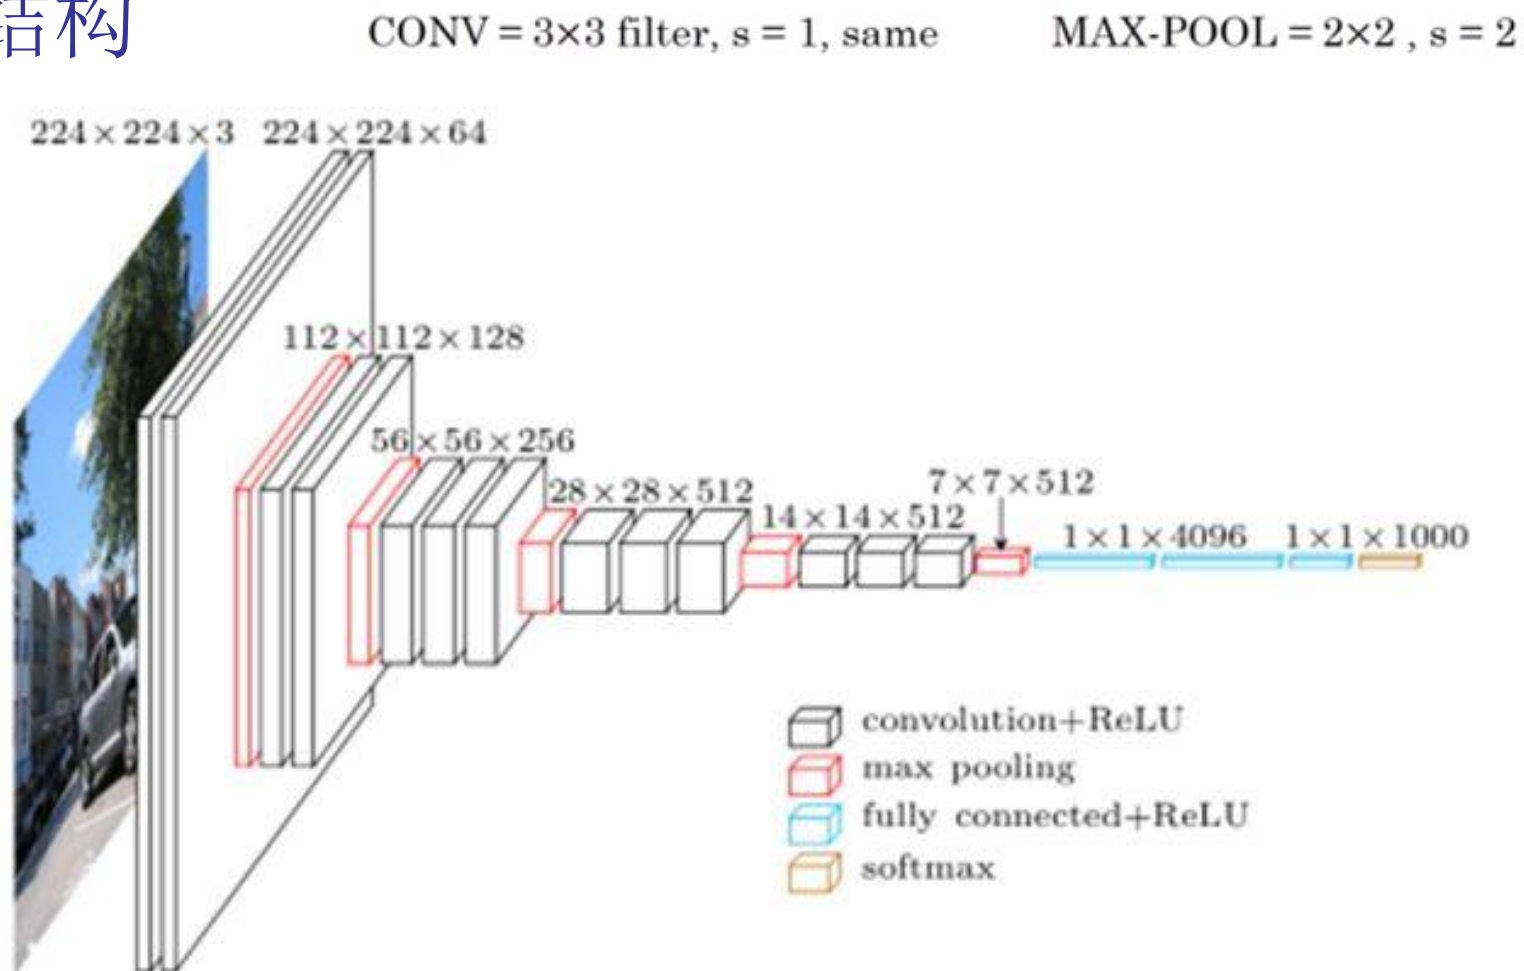 结构
CONV = 3×3 filter, s = 1, same
MAX-POOL = 2×2 , s = 2
224×224×3
224×224×64
112×112×128
56×56×256
28×28×512
14×14×512
7×7×512
1×1×4096
1×1×1000
convolution+ReLU
max pooling
fully connected+ReLU
softmax